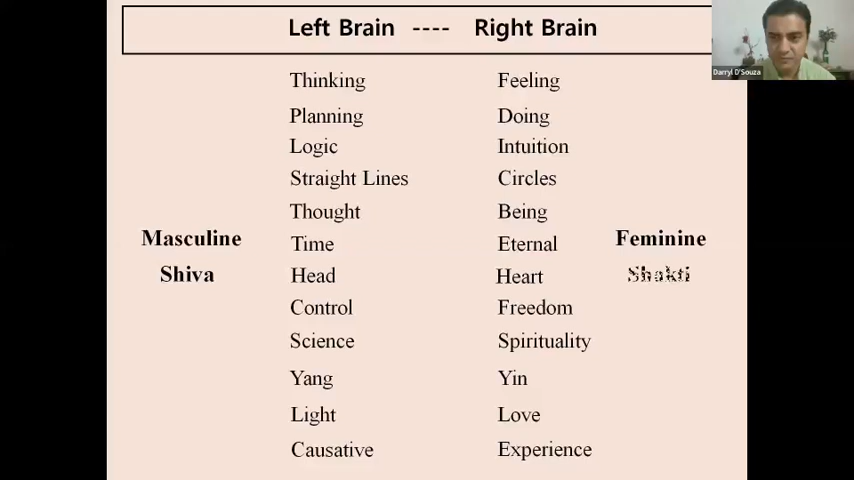 Left Brain ---- Right Brain
Darryl D'Souza
Thinking Feeling
Planning Doing
Logic Intuition
Straight Lines Circles
Thought Being
Masculine Time Eternal Feminine
Shiva Head Heart Shakti
Control Freedom
Science Spirituality
Yang Yin
Light Love
Causative Experience